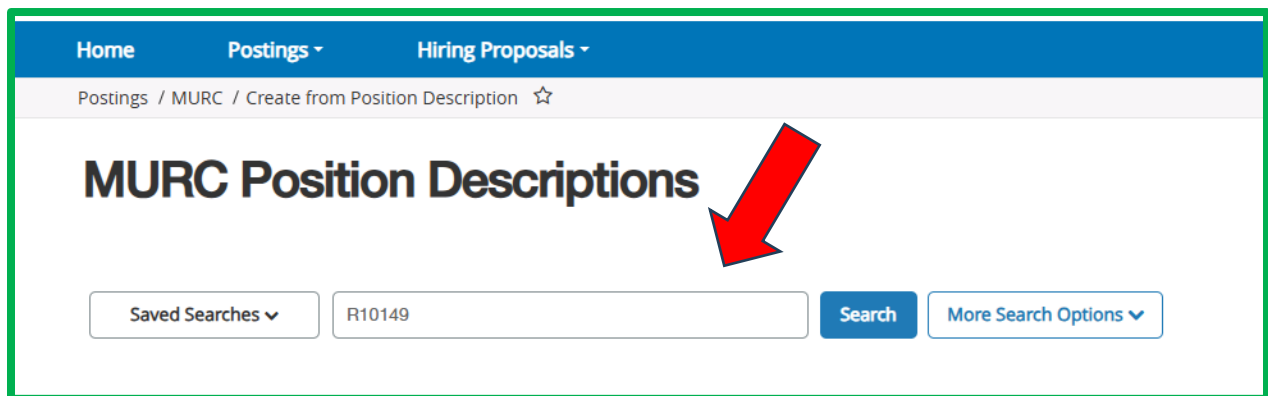 Home Postings Hiring Proposals
Postings / MURC / Create from Position Description
MURC Position Descriptions
Saved Searches R10149 Search More Search Options